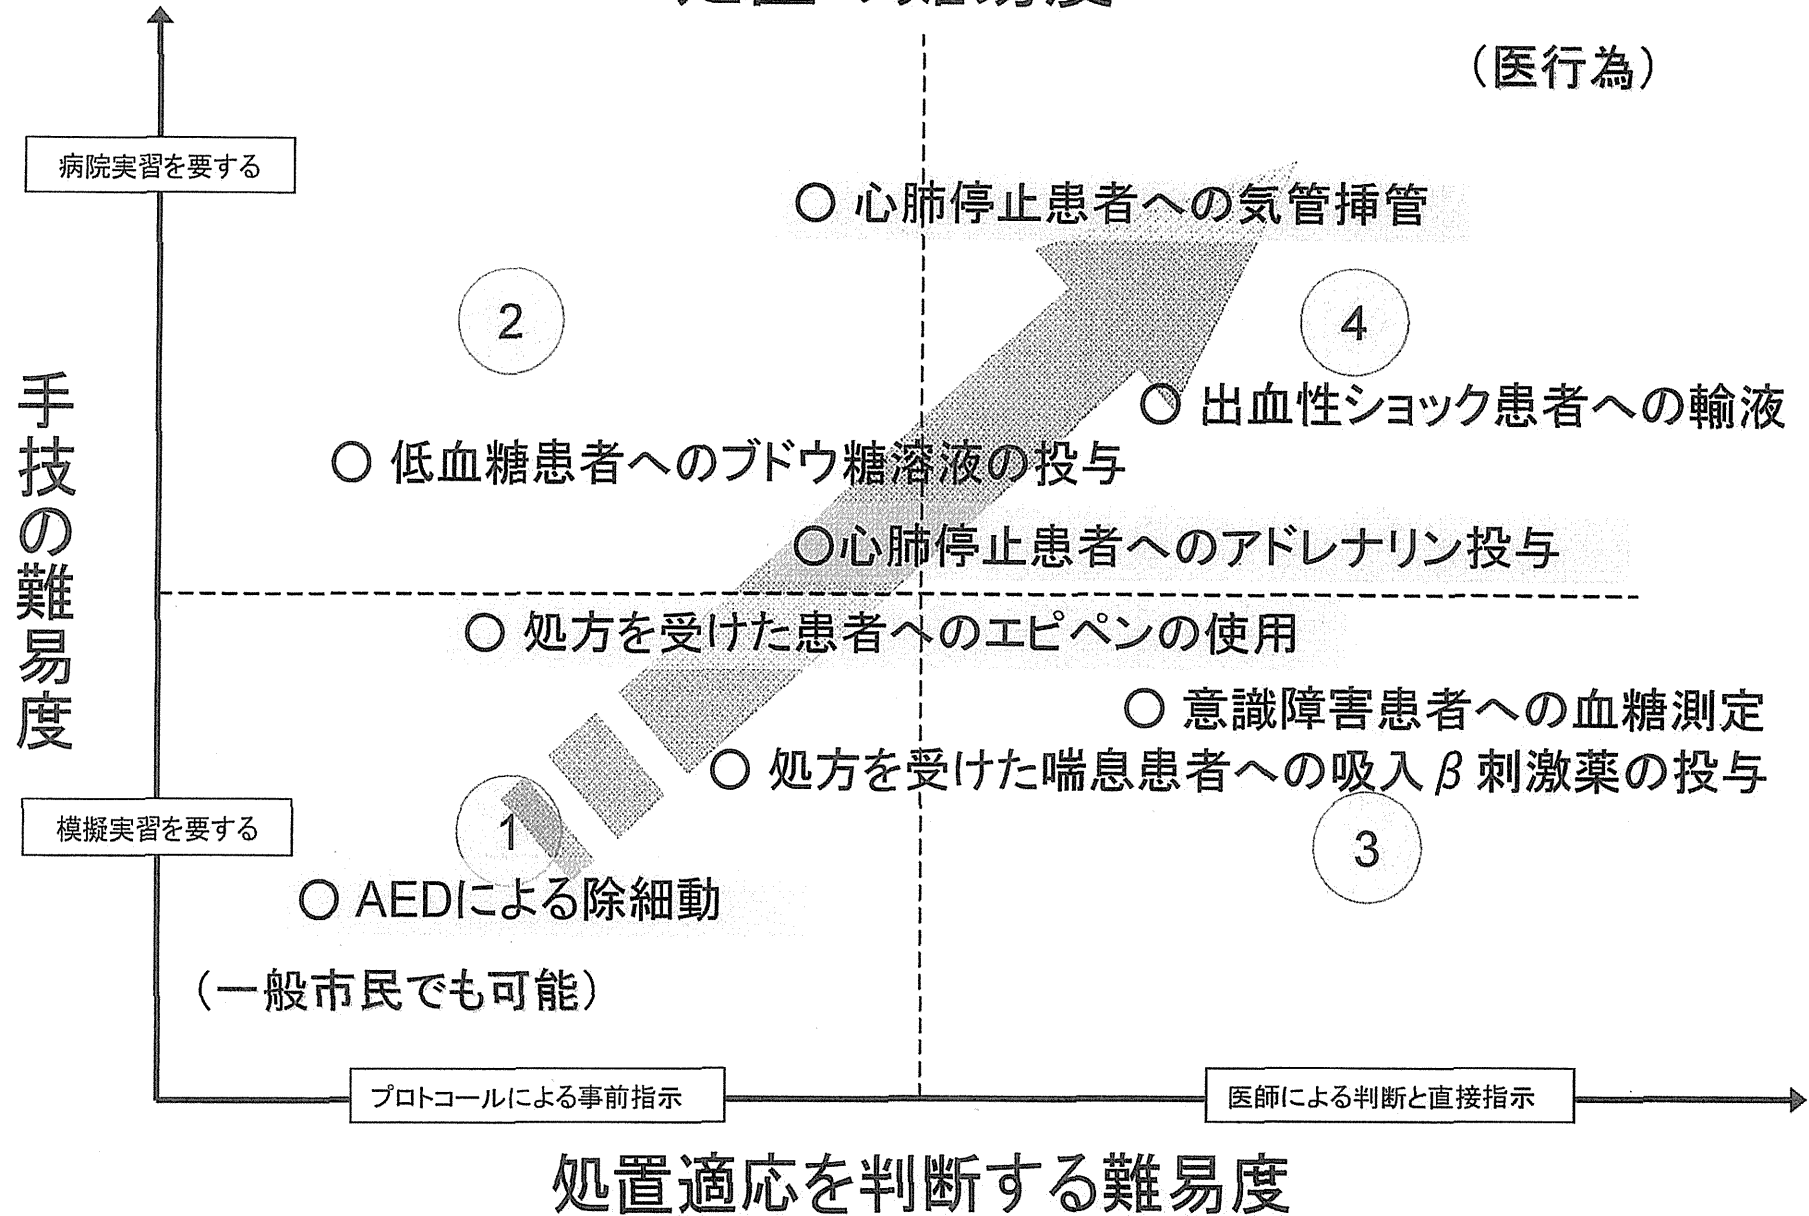 (医行為)
病院実習を要する
○ 心肺停止患者への気管挿管
2
4
○ 出血性ショック患者への輸液
○ 低血糖患者へのブドウ糖溶液の投与
○心肺停止患者へのアドレナリン投与
手技の難易度
○ 処方を受けた患者へのエピペンの使用
○ 意識障害患者への血糖測定
○ 処方を受けた喘息患者への吸入β刺激薬の投与
模擬実習を要する
1
3
○ AEDによる除細動
(一般市民でも可能)
プロトコールによる事前指示
医師による判断と直接指示
処置適応を判断する難易度